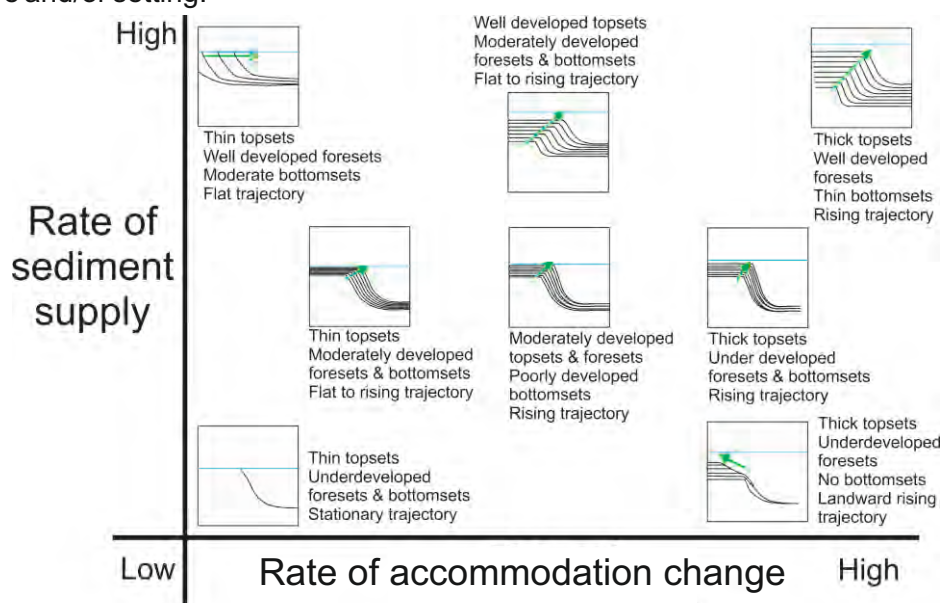 and/or setting.
High
Thin topsets
Well developed foresets
Moderate bottomsets
Flat trajectory
Well developed topsets
Moderately developed
foresets & bottomsets
Flat to rising trajectory
Thick topsets
Well developed
foresets
Thin bottomsets
Rising trajectory
Rate of
sediment
supply
Thin topsets
Moderately developed
foresets & bottomsets
Flat to rising trajectory
Moderately developed
topsets & foresets
Poorly developed
bottomsets
Rising trajectory
Thick topsets
Under developed
foresets & bottomsets
Rising trajectory
Thin topsets
Underdeveloped
foresets & bottomsets
Stationary trajectory
Thick topsets
Underdeveloped
foresets
No bottomsets
Landward rising
trajectory
Low
Rate of accommodation change
High